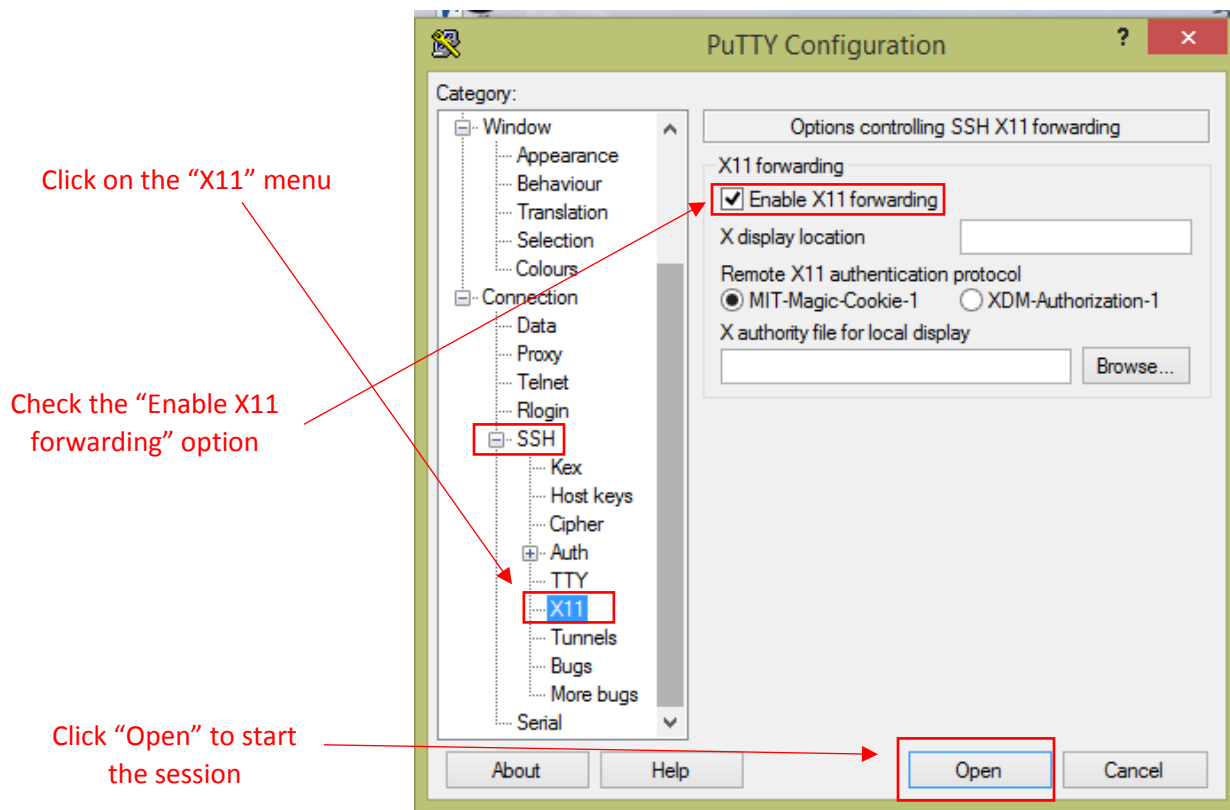 PuTTY Configuration
?
×
Category:
Window
Appearance
Behaviour
Translation
Selection
Colours
Connection
Data
Proxy
Telnet
Rlogin
SSH
Kex
Host keys
Cipher
Auth
TTY
X11
Tunnels
Bugs
More bugs
Serial
Options controlling SSH X11 forwarding
X11 forwarding
Enable X11 forwarding
X display location
Remote X11 authentication protocol
MIT-Magic-Cookie-1 XDM-Authorization-1
X authority file for local display
Browse...
About Help Open Cancel
Click on the “X11” menu
Check the “Enable X11
forwarding” option
Click “Open” to start
the session